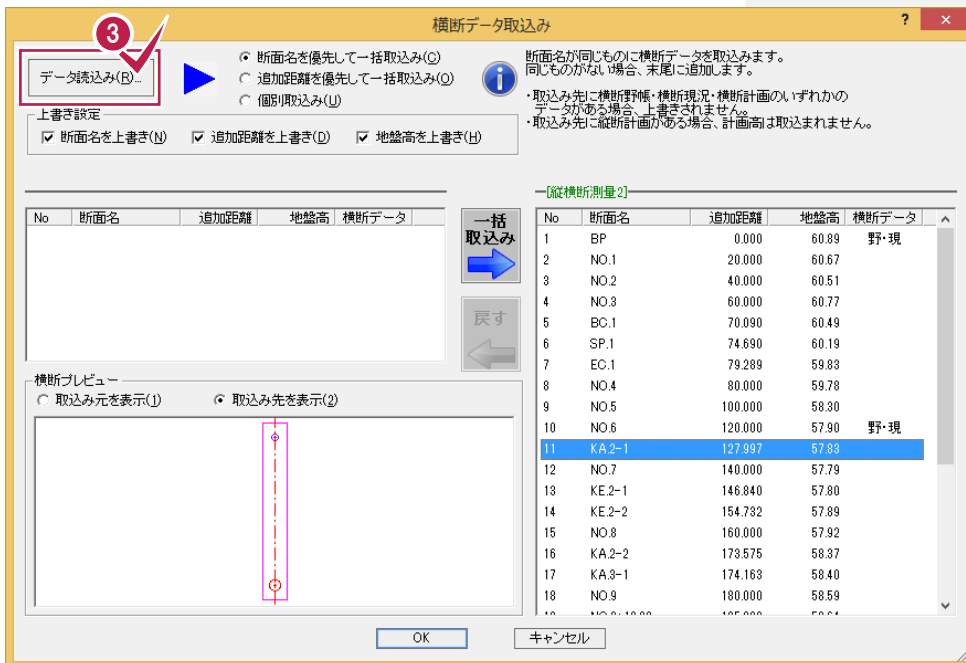 横断データ取込み
? ×
3
データ読込み(R)...
断面名を優先して一括取込み(C)
追加距離を優先して一括取込み(O)
個別取込み(U)
断面名が同じものに横断データを取込みます。
同じものがない場合、末尾に追加します。
・取込み先に横断野帳・横断現況・横断計画のいずれかの
データがある場合、上書きされません。
・取込み先に縦断計画がある場合、計画高は取込まれません。
上書き設定
断面名を上書き(N) 追加距離を上書き(D) 地盤高を上書き(H)
No 断面名 追加距離 地盤高 横断データ
一括
取込み
戻す
横断プレビュー
取込み元を表示(1) 取込み先を表示(2)
[縦横断測量2]
No 断面名 追加距離 地盤高 横断データ
1 BP 0.000 60.89 野・現
2 NO.1 20.000 60.67
3 NO.2 40.000 60.51
4 NO.3 60.000 60.77
5 BC.1 70.090 60.49
6 SP.1 74.690 60.19
7 EC.1 79.289 59.83
8 NO.4 80.000 59.78
9 NO.5 100.000 58.30
10 NO.6 120.000 57.90 野・現
11 KA.2-1 127.997 57.83
12 NO.7 140.000 57.79
13 KE.2-1 146.840 57.80
14 KE.2-2 154.732 57.89
15 NO.8 160.000 57.92
16 KA.2-2 173.575 58.37
17 KA.3-1 174.163 58.40
18 NO.9 180.000 58.59
OK キャンセル